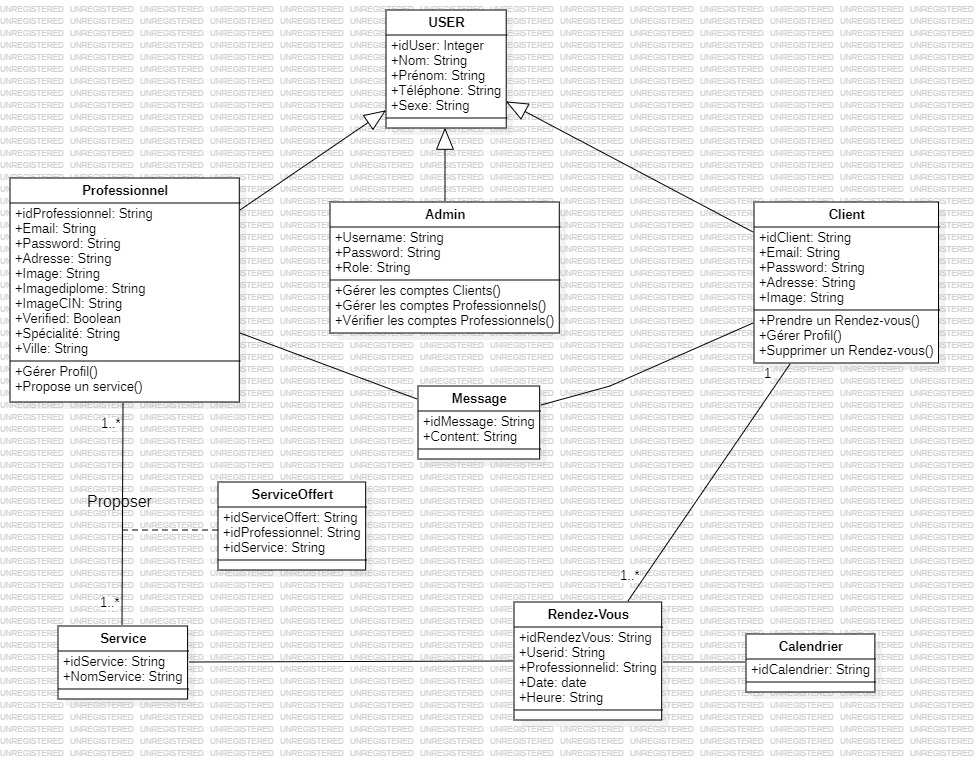 USER
+idUser: Integer
+Nom: String
+Prénom: String
+Téléphone: String
+Sexe: String
Professionnel
+idProfessionnel: String
+Email: String
+Password: String
+Adresse: String
+Image: String
+Imagediplome: String
+ImageCIN: String
+Verified: Boolean
+Spécialité: String
+Ville: String
+Gérer Profil()
+Propose un service()
Admin
+Username: String
+Password: String
+Role: String
+Gérer les comptes Clients()
+Gérer les comptes Professionnels()
+Vérifier les comptes Professionnels()
Client
+idClient: String
+Email: String
+Password: String
+Adresse: String
+Image: String
+Prendre un Rendez-vous()
+Gérer Profil()
+Supprimer un Rendez-vous()
1
Message
+idMessage: String
+Content: String
1..*
Proposer
1..*
ServiceOffert
+idServiceOffert: String
+idProfessionnel: String
+idService: String
1..*
Service
+idService: String
+NomService: String
Rendez-Vous
+idRendezVous: String
+Userid: String
+Professionnelid: String
+Date: date
+Heure: String
Calendrier
+idCalendrier: String
UNREGISTERED